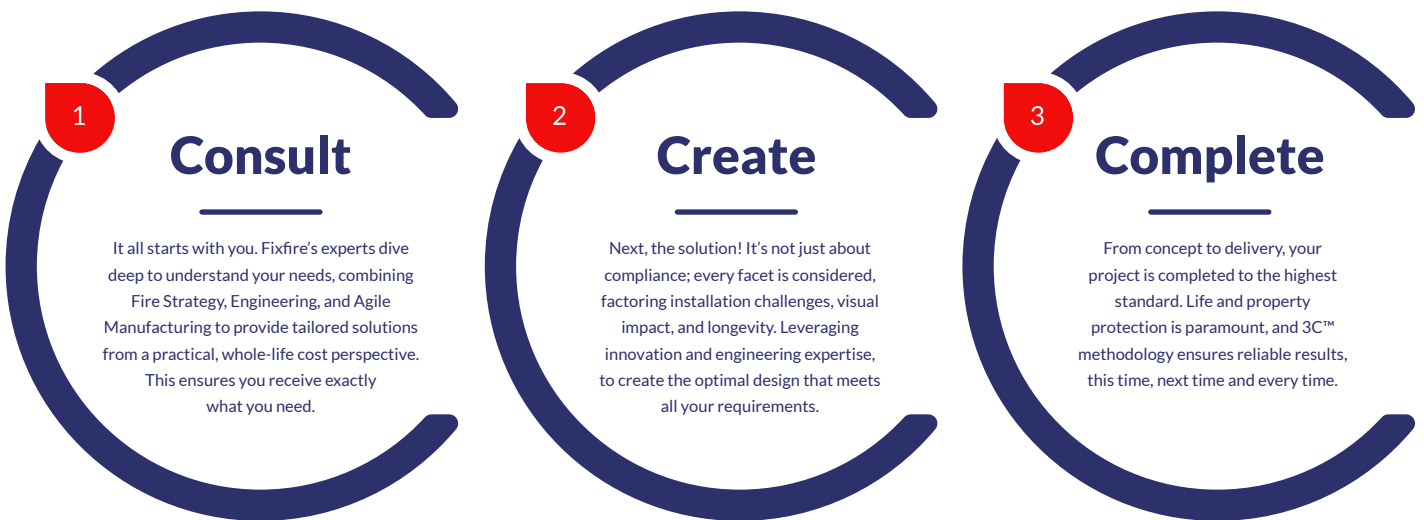 1
Consult
It all starts with you. Fixfire’s experts dive
deep to understand your needs, combining
Fire Strategy, Engineering, and Agile
Manufacturing to provide tailored solutions
from a practical, whole-life cost perspective.
This ensures you receive exactly
what you need.
2
Create
Next, the solution! It’s not just about
compliance; every facet is considered,
factoring installation challenges, visual
impact, and longevity. Leveraging
innovation and engineering expertise,
to create the optimal design that meets
all your requirements.
3
Complete
From concept to delivery, your
project is completed to the highest
standard. Life and property
protection is paramount, and 3C™
methodology ensures reliable results,
this time, next time and every time.